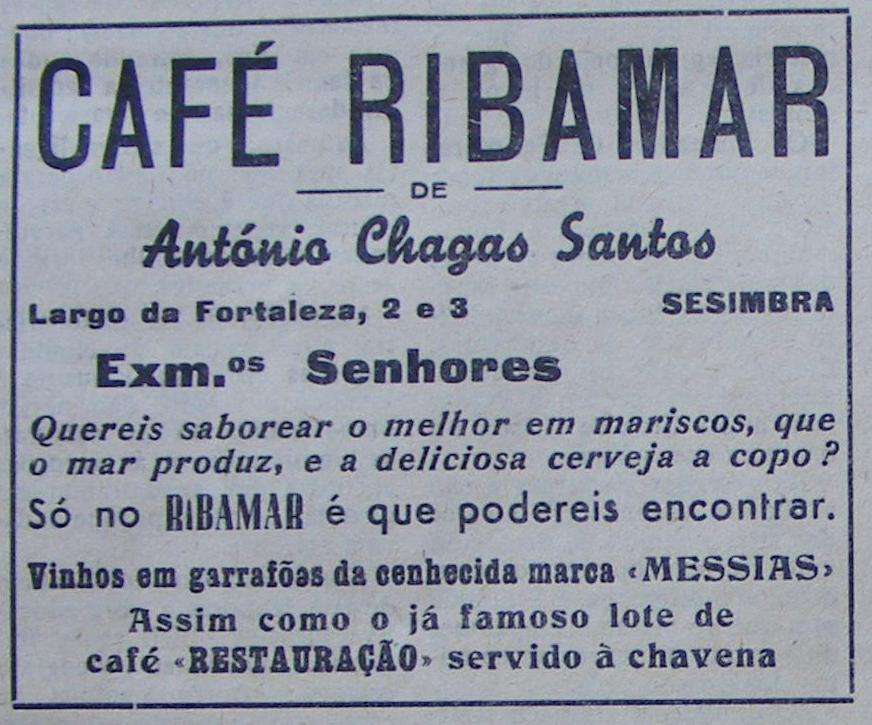 CAFÉ RIBAMAR
DE
António Chagas Santos
Largo da Fortaleza, 2 e 3 SESIMBRA
Exm.ᵒˢ Senhores
Quereis saborear o melhor em mariscos, que
o mar produz, e a deliciosa cerveja a copo?
Só no RIBAMAR é que podereis encontrar.
Vinhos em garrafões da cenhecida marca «MESSIAS»
Assim como o já famoso lote de
café «RESTAURAÇÃO» servido à chavena